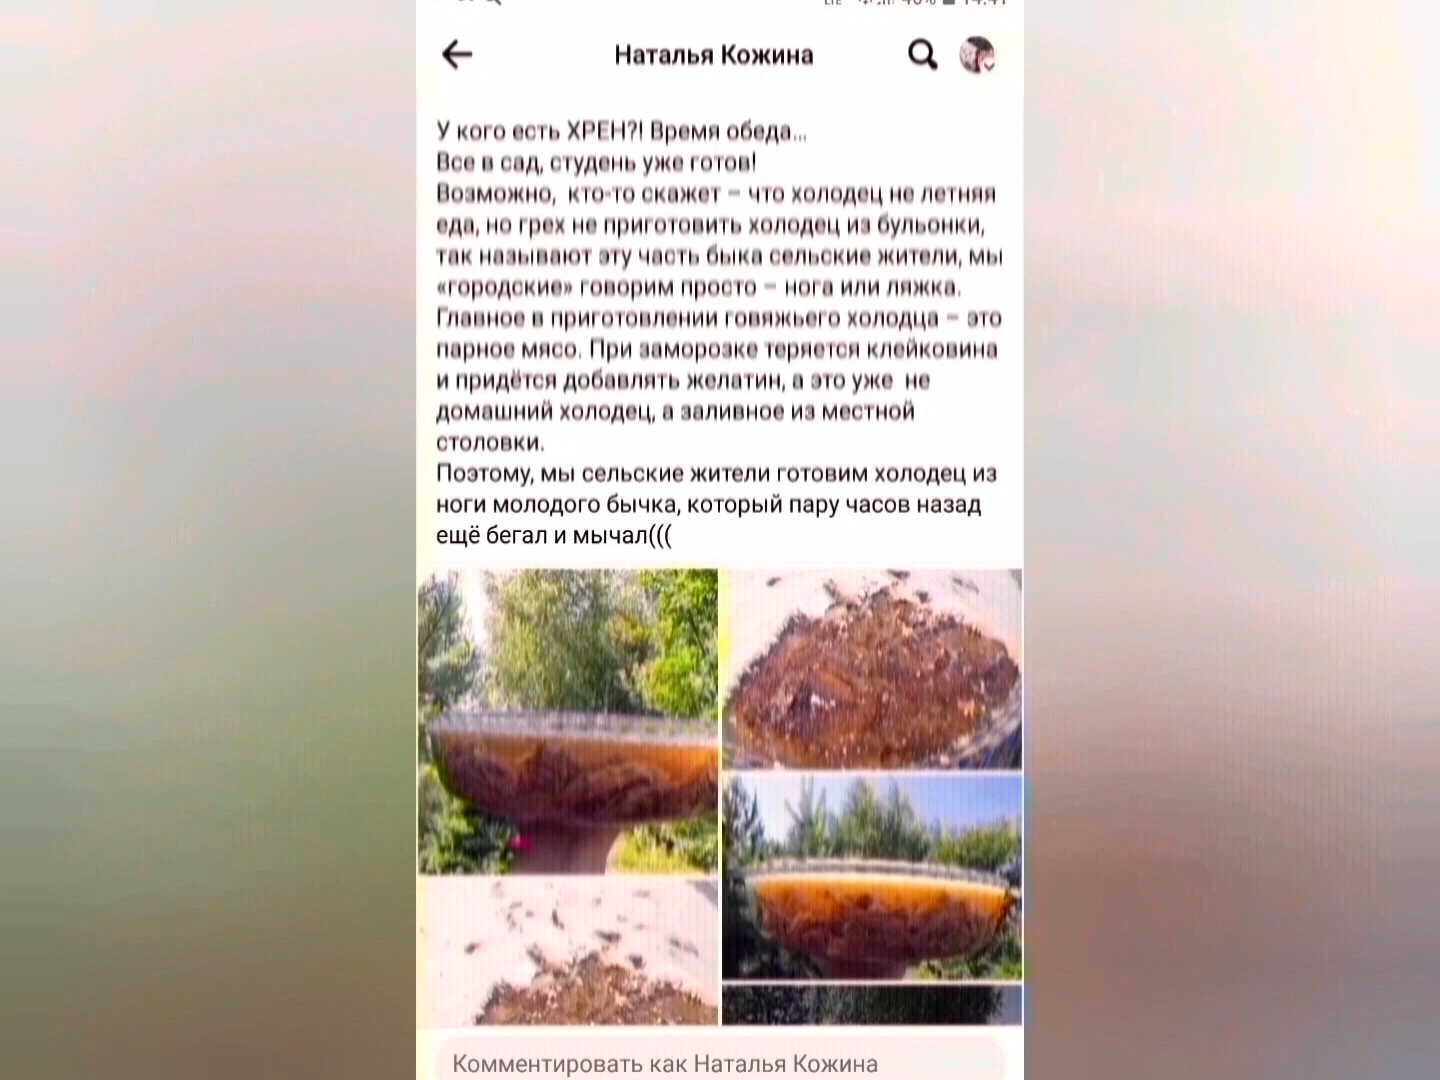 Наталья Кожина
У кого есть ХРЕН?! Время обеда...
Все в сад, студень уже готов!
Возможно, кто-то скажет – что холодец не летняя
еда, но грех не приготовить холодец из бульонки,
так называют эту часть быка сельские жители, мы
«городские» говорим просто – нога или ляжка.
Главное в приготовлении говяжьего холодца – это
парное мясо. При заморозке теряется клейковина
и придётся добавлять желатин, а это уже не
домашний холодец, а заливное из местной
столовки.
Поэтому, мы сельские жители готовим холодец из
ноги молодого бычка, который пару часов назад
ещё бегал и мычал(((
Комментировать как Наталья Кожина